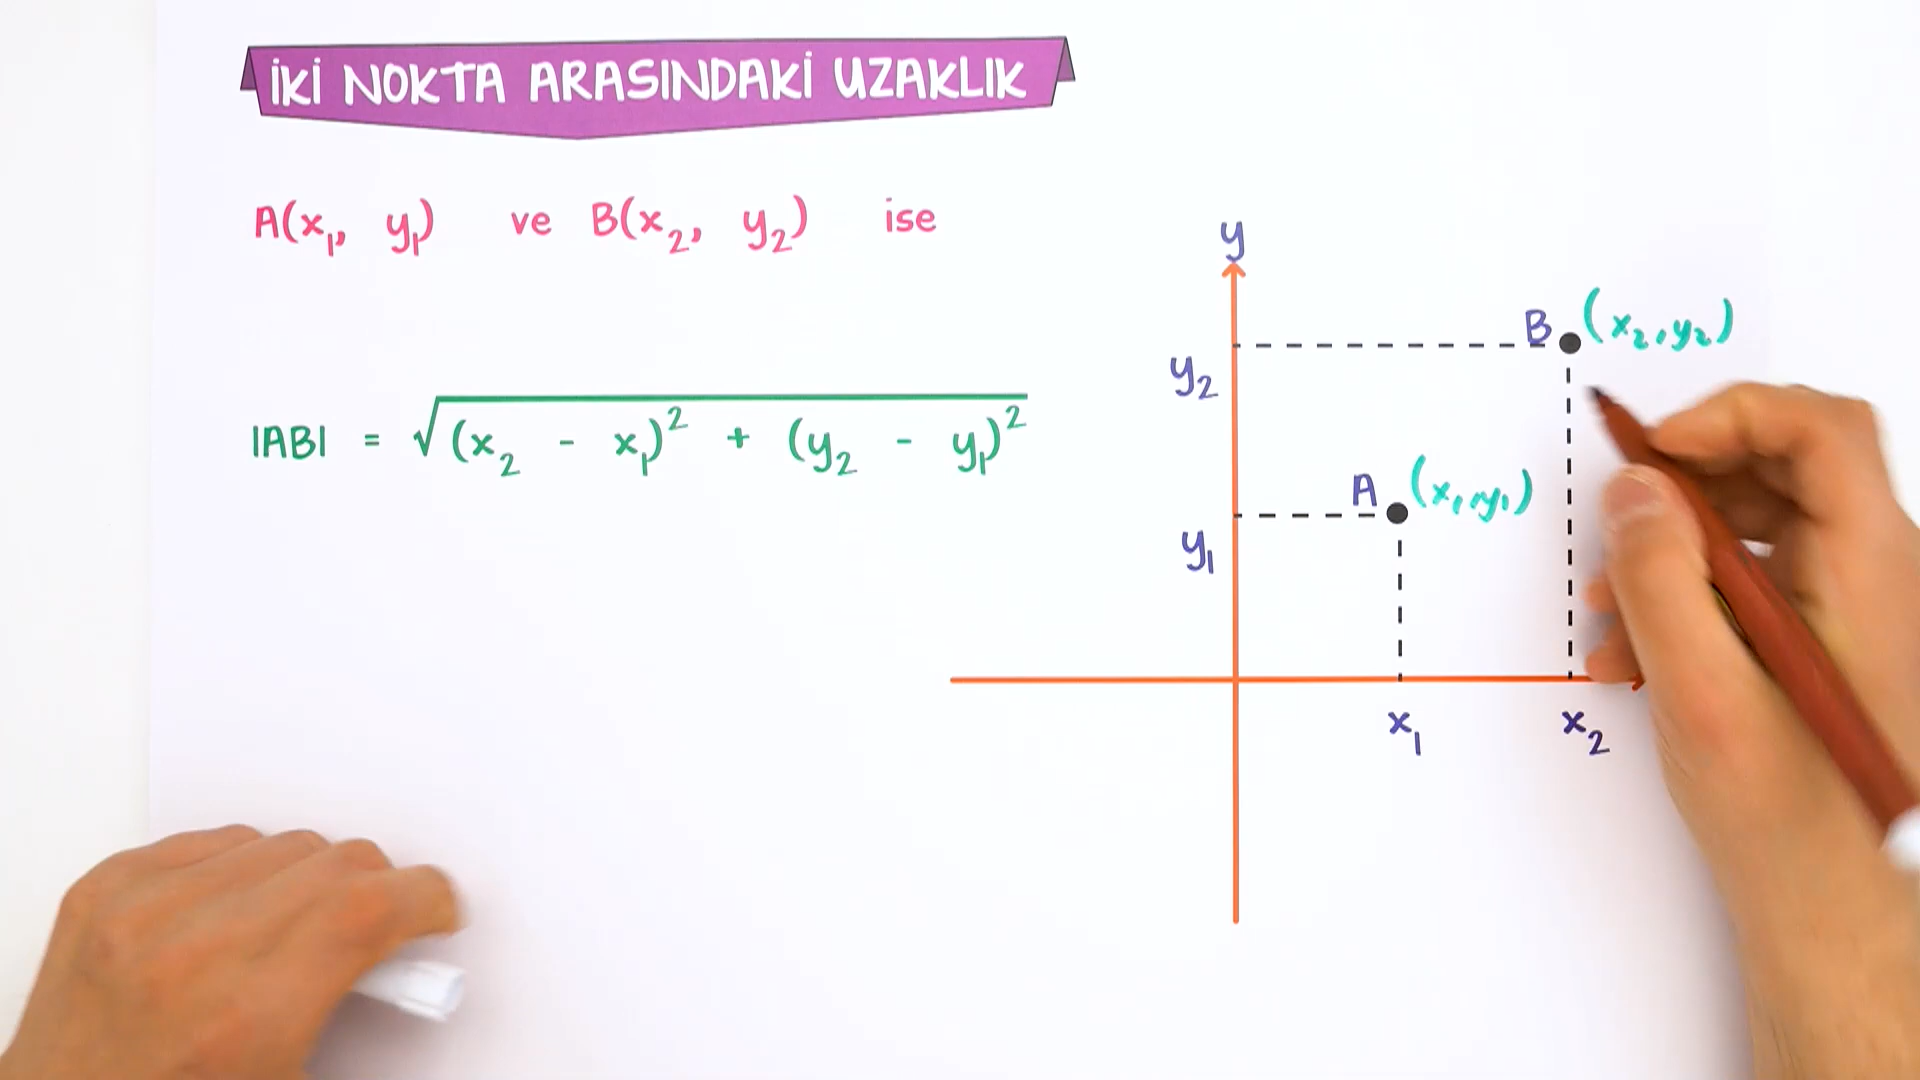 İKİ NOKTA ARASINDAKİ UZAKLIK
A(x₁, y₁) ve B(x₂, y₂) ise
|AB| = √(x₂ - x₁)² + (y₂ - y₁)²
y
B (x₂, y₂)
y₂
A (x₁, y₁)
y₁
x₁ x₂